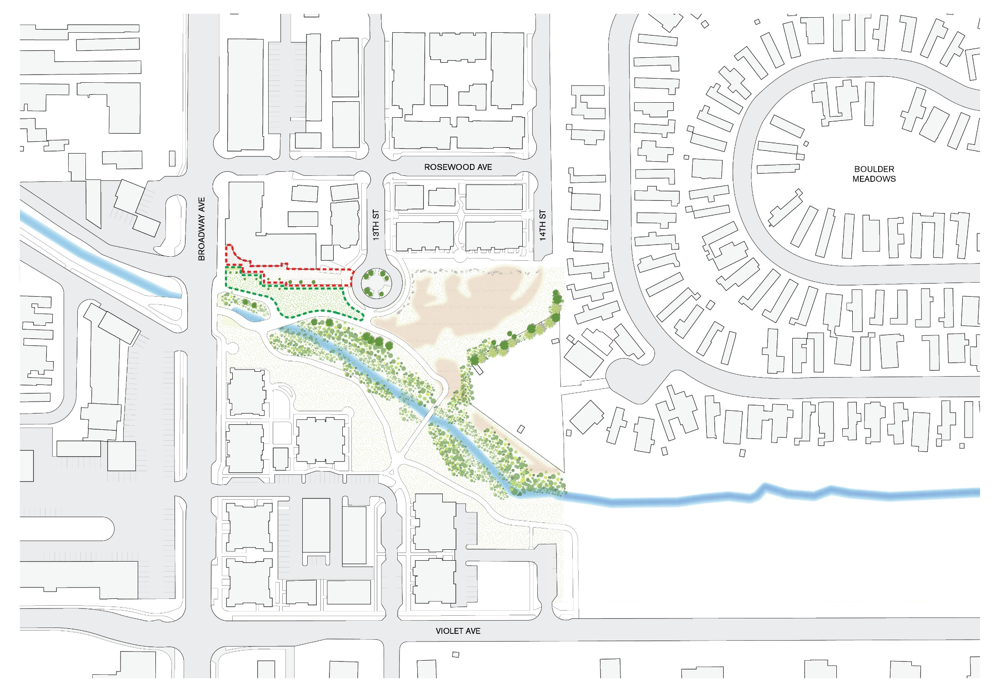 ROSEWOOD AVE
BOULDER
MEADOWS
BROADWAY AVE
13TH ST
14TH ST
VIOLET AVE